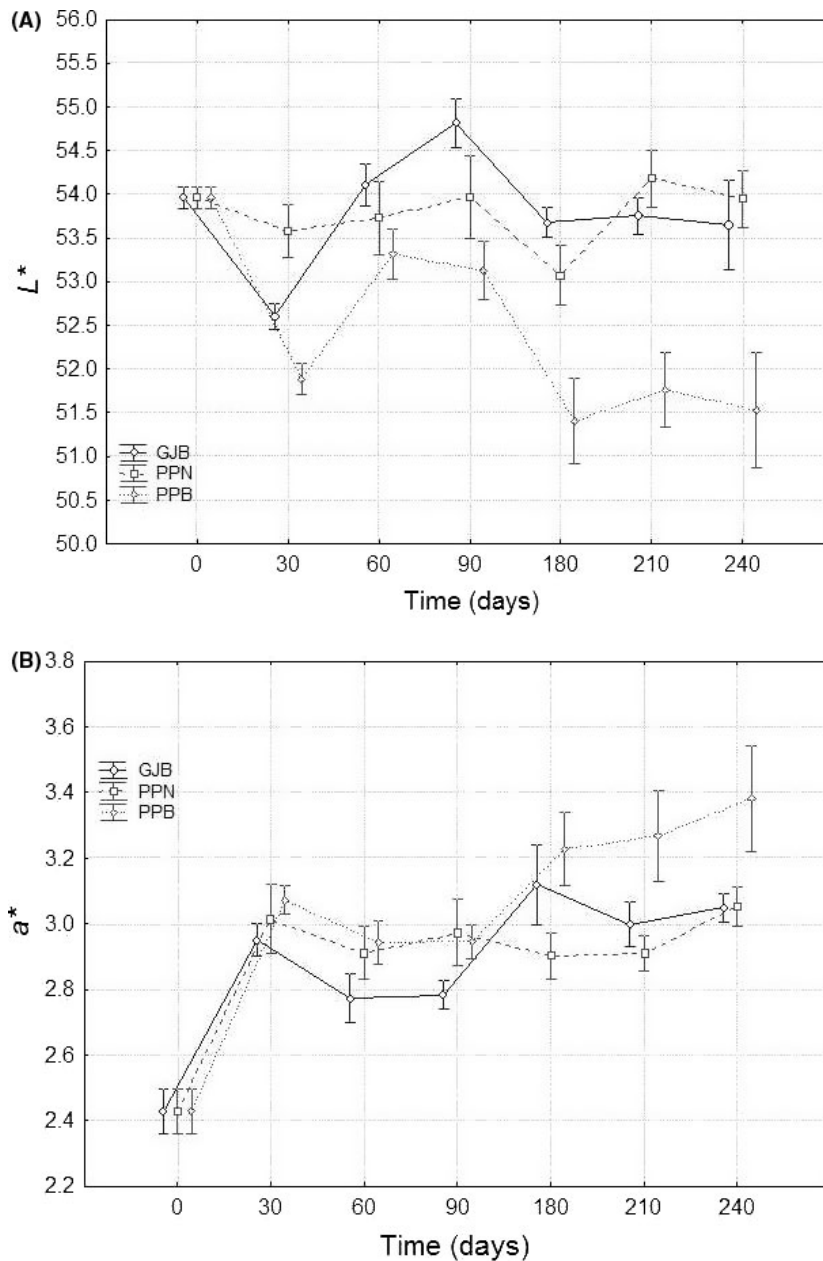 (A)
56.0
55.5
55.0
54.5
54.0
53.5
53.0
52.5
52.0
51.5
51.0
50.5
50.0
L*
GJB
PPN
PPB
0 30 60 90 180 210 240
Time (days)
(B)
3.8
3.6
3.4
3.2
3.0
2.8
2.6
2.4
2.2
a*
GJB
PPN
PPB
0 30 60 90 180 210 240
Time (days)